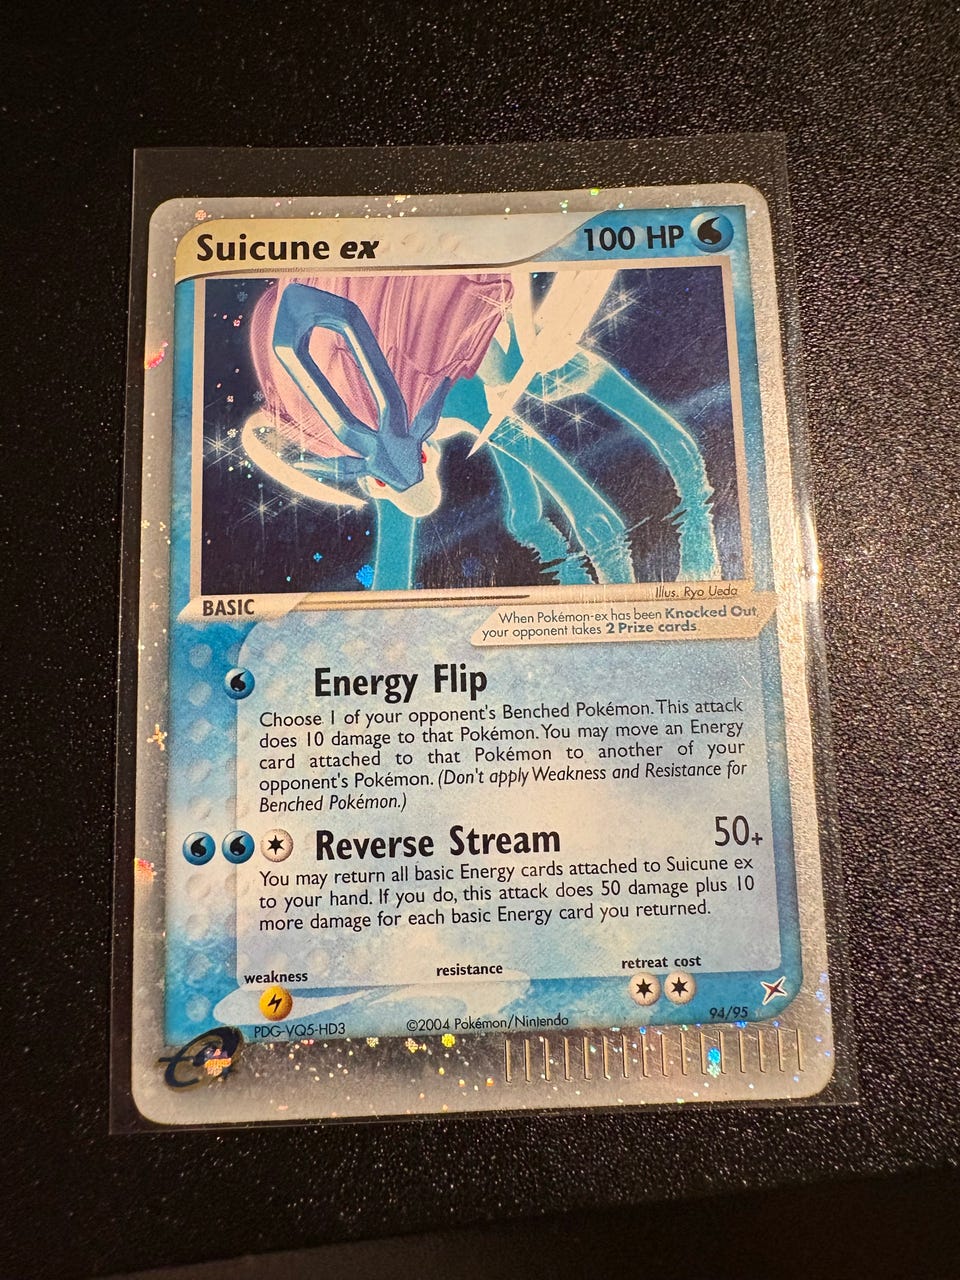 Suicune ex
100 HP
Illus. Ryo Ueda
BASIC
When Pokémon-ex has been Knocked Out,
your opponent takes 2 Prize cards.
Energy Flip
Choose 1 of your opponent's Benched Pokémon. This attack
does 10 damage to that Pokémon. You may move an Energy
card attached to that Pokémon to another of your
opponent's Pokémon. (Don't apply Weakness and Resistance for
Benched Pokémon.)
Reverse Stream 50+
You may return all basic Energy cards attached to Suicune ex
to your hand. If you do, this attack does 50 damage plus 10
more damage for each basic Energy card you returned.
weakness
resistance
retreat cost
PDG-VQ5-HD3
©2004 Pokémon/Nintendo
94/95